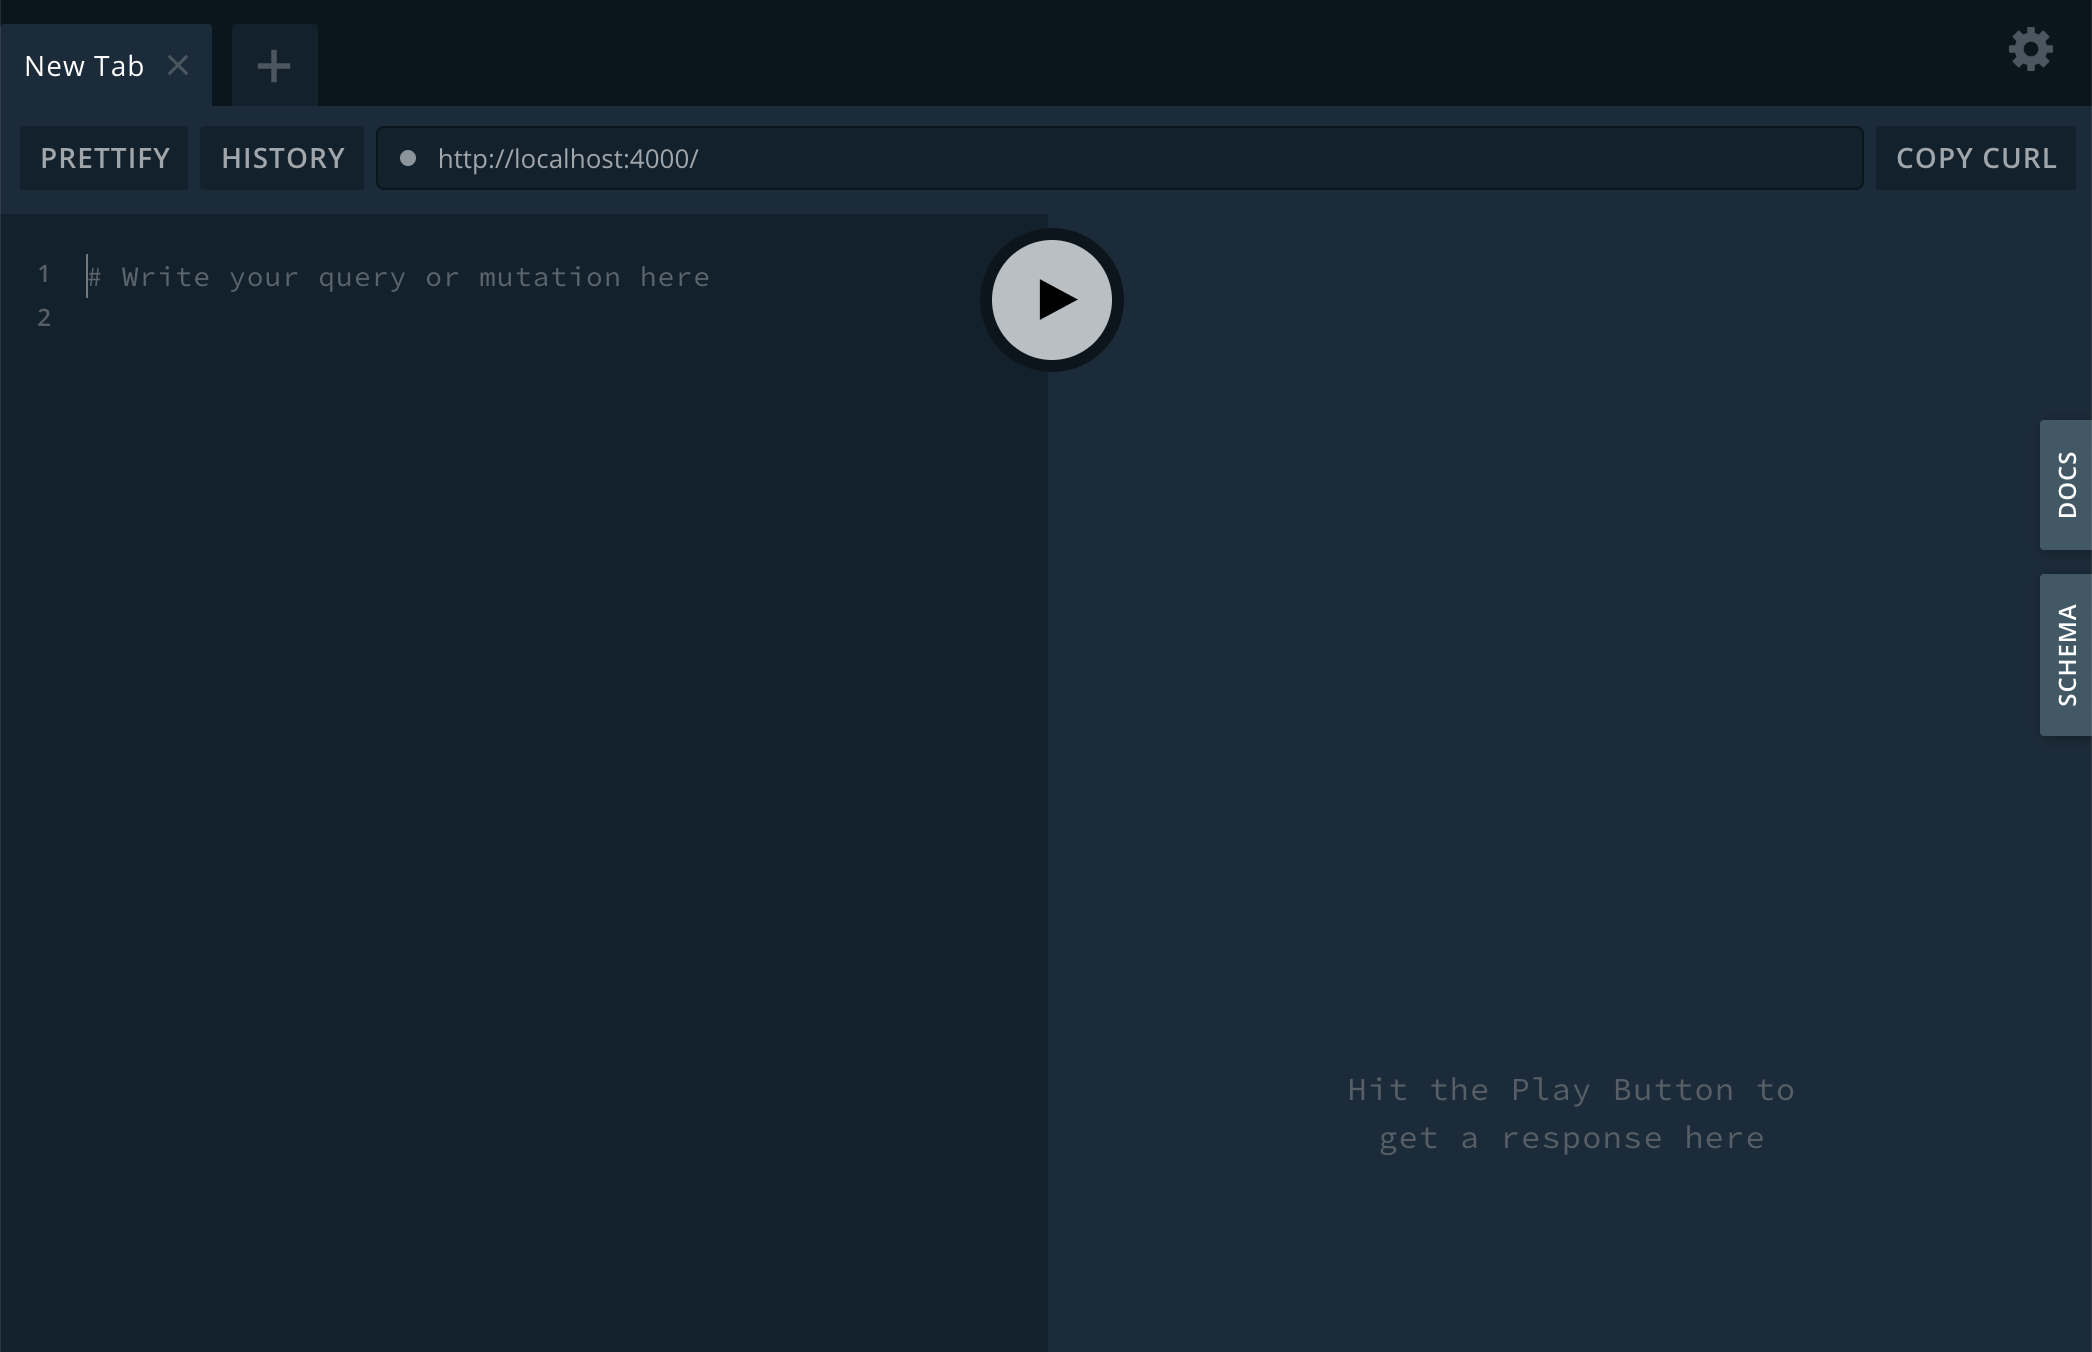 New Tab
PRETTIFY
HISTORY
http://localhost:4000/
COPY CURL
1 # Write your query or mutation here
2
DOCS
SCHEMA
Hit the Play Button to
get a response here